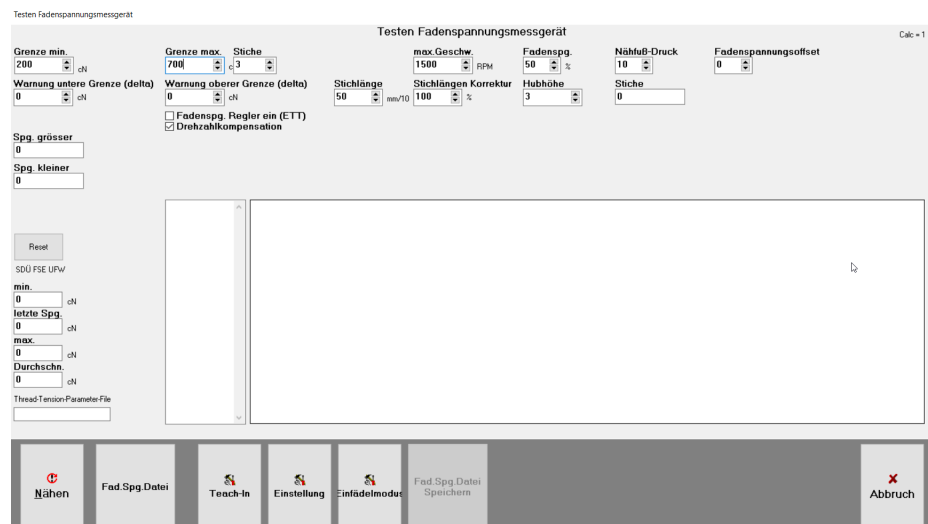 Testen Fadenspannungsmessgerät
Testen Fadenspannungsmessgerät
Calc = 1
Grenze min. Grenze max. Stiche max.Geschw. Fadenspg. Nähfuß-Druck Fadenspannungsoffset
200 cN 700 c 3 1500 RPM 50 % 10 0
Warnung untere Grenze (delta) Warnung oberer Grenze (delta) Stichlänge Stichlängen Korrektur Hubhöhe Stiche
0 cN 0 cN 50 mm/10 100 % 3 0
Fadenspg. Regler ein (ETT)
Drehzahlkompensation
Spg. grösser
0
Spg. kleiner
0
Reset
SDÜ FSE UFW
min.
0 cN
letzte Spg.
0 cN
max.
0 cN
Durchschn.
0 cN
Thread-Tension-Parameter-File
Nähen Fad.Spg.Datei Teach-In Einstellung Einfädelmodus Fad.Spg.Datei
Speichern Abbruch